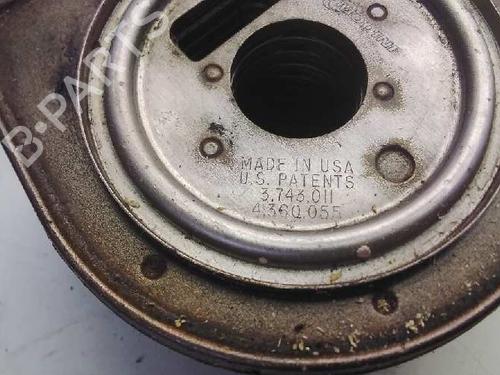 B-PARTS
MADE IN USA
U.S. PATENTS
3.743.011
4.360.055